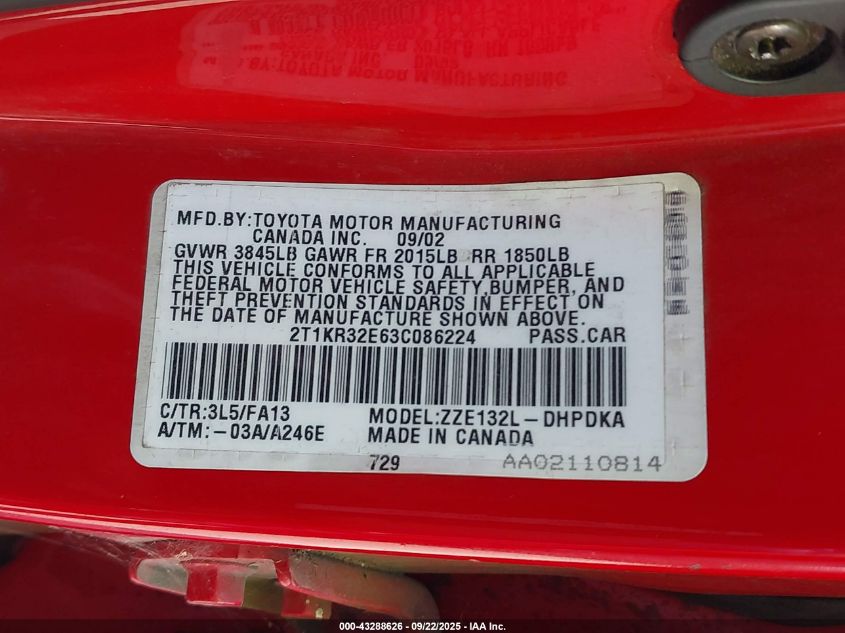 MFD.BY:TOYOTA MOTOR MANUFACTURING
CANADA INC. 09/02
GVWR 3845LB GAWR FR 2015LB RR 1850LB
THIS VEHICLE CONFORMS TO ALL APPLICABLE
FEDERAL MOTOR VEHICLE SAFETY,BUMPER, AND
THEFT PREVENTION STANDARDS IN EFFECT ON
THE DATE OF MANUFACTURE SHOWN ABOVE.
2T1KR32E63C086224 PASS.CAR
C/TR:3L5/FA13 MODEL:ZZE132L-DHPDKA
A/TM:-03A/A246E MADE IN CANADA
729 AA02110814
000-43288626 - 09/22/2025 - IAA Inc.